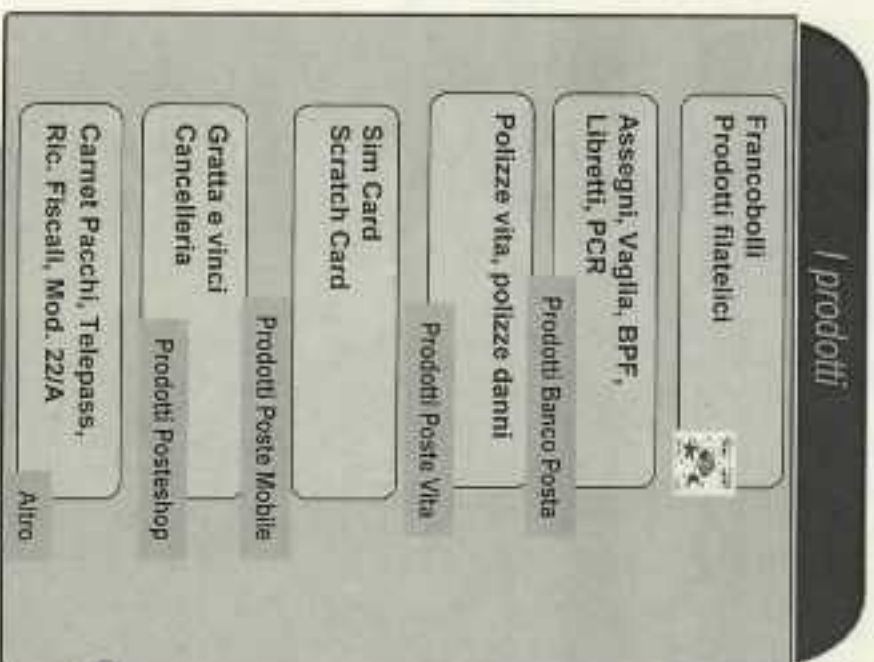 I prodotti
Francobolli
Prodotti filatelici
Assegni, Vaglia, BPF,
Libretti, PCR
Prodotti Banco Posta
Polizze vita, polizze danni
Prodotti Poste Vita
Sim Card
Scratch Card
Prodotti Poste Mobile
Gratta e vinci
Cancelleria
Prodotti Posteshop
Carnet Pacchi, Telepass,
Ric. Fiscali, Mod. 22/A
Altro